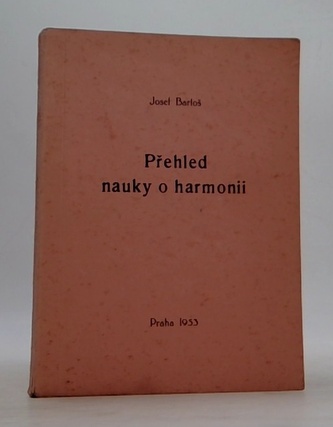 Josef Bartoš
Přehled
nauky o harmonii
Praha 1953